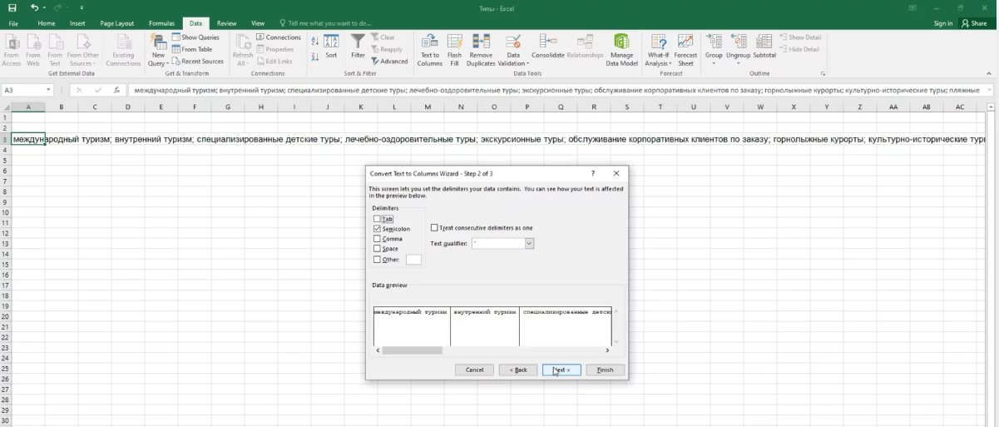 Типы - Excel
File Home Insert Page Layout Formulas Data Review View Tell me what you want to do... Sign in Share
From Access
From Web
From Text
From Other Sources
Existing Connections
Get External Data
New Query
Show Queries
From Table
Recent Sources
Get & Transform
Refresh All
Connections
Properties
Edit Links
Connections
Sort
Filter
Clear
Reapply
Advanced
Sort & Filter
Text to Columns
Flash Fill
Remove Duplicates
Data Validation
Consolidate
Relationships
Manage Data Model
Data Tools
What-If Analysis
Forecast Sheet
Forecast
Group
Ungroup
Subtotal
Show Detail
Hide Detail
Outline
A3 fx международный туризм; внутренний туризм; специализированные детские туры; лечебно-оздоровительные туры; экскурсионные туры; обслуживание корпоративных клиентов по заказу; горнолыжные курорты; культурно-исторические туры; пляжные
A B C D E F G H I J K L M N O P Q R S T U V W X Y Z AA AB AC
1
2
3 международный туризм; внутренний туризм; специализированные детские туры; лечебно-оздоровительные туры; экскурсионные туры; обслуживание корпоративных клиентов по заказу; горнолыжные курорты; культурно-исторические тур
4
5
6
7
8
9
10
11
12
13
14
15
16
17
18
19
20
21
22
23
24
25
26
27
28
29
30
Convert Text to Columns Wizard - Step 2 of 3 ?
This screen lets you set the delimiters your data contains. You can see how your text is affected
in the preview below.
Delimiters
Tab
Semicolon
Comma
Space
Other:
Treat consecutive delimiters as one
Text qualifier: "
Data preview
международный туризм внутренний туризм специализированные детск
Cancel < Back Next > Finish